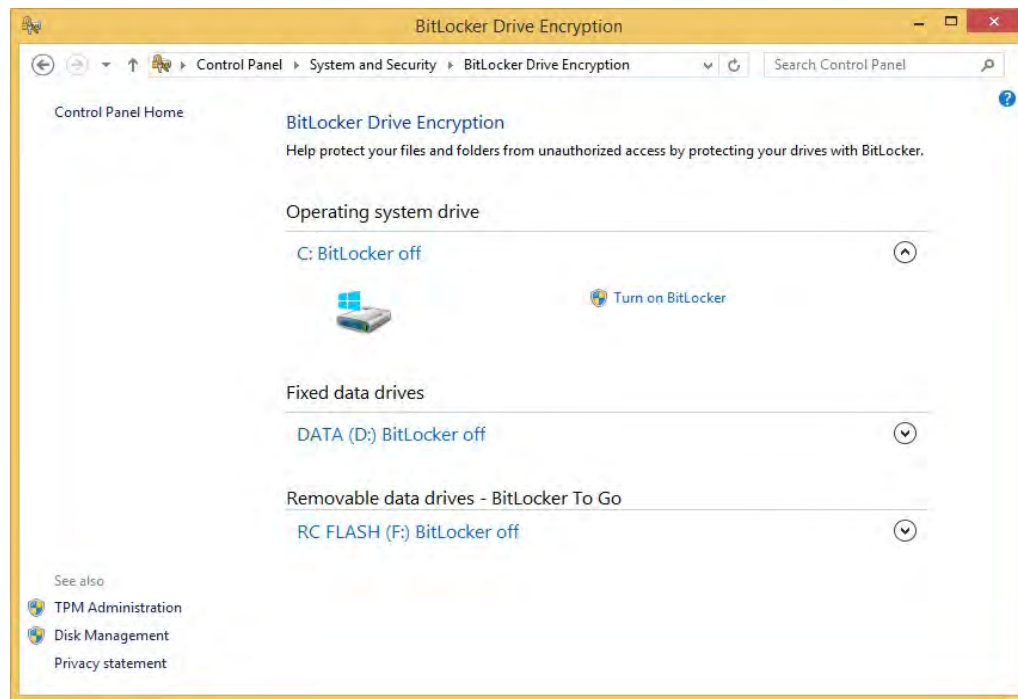 BitLocker Drive Encryption
Control Panel System and Security BitLocker Drive Encryption Search Control Panel
Control Panel Home
BitLocker Drive Encryption
Help protect your files and folders from unauthorized access by protecting your drives with BitLocker.
Operating system drive
C: BitLocker off
Turn on BitLocker
Fixed data drives
DATA (D:) BitLocker off
Removable data drives - BitLocker To Go
RC FLASH (F:) BitLocker off
See also
TPM Administration
Disk Management
Privacy statement